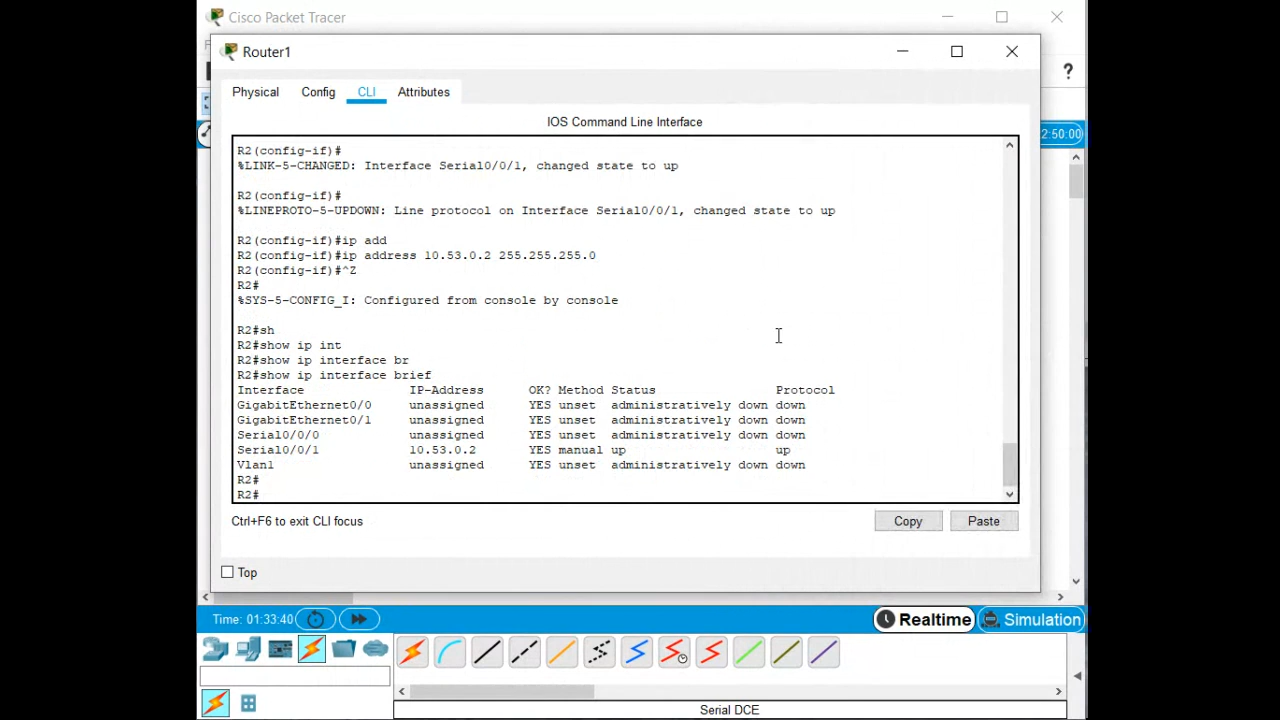 Cisco Packet Tracer
Router1
?
Physical Config CLI Attributes
IOS Command Line Interface
2:50:00
R2(config-if)#
%LINK-5-CHANGED: Interface Serial0/0/1, changed state to up
R2(config-if)#
%LINEPROTO-5-UPDOWN: Line protocol on Interface Serial0/0/1, changed state to up
R2(config-if)#ip add
R2(config-if)#ip address 10.53.0.2 255.255.255.0
R2(config-if)#^Z
R2#
%SYS-5-CONFIG_I: Configured from console by console
R2#sh
R2#show ip int
R2#show ip interface br
R2#show ip interface brief
Interface IP-Address OK? Method Status Protocol
GigabitEthernet0/0 unassigned YES unset administratively down down
GigabitEthernet0/1 unassigned YES unset administratively down down
Serial0/0/0 unassigned YES unset administratively down down
Serial0/0/1 10.53.0.2 YES manual up up
Vlan1 unassigned YES unset administratively down down
R2#
R2#
Ctrl+F6 to exit CLI focus
Copy Paste
Top
Time: 01:33:40
Realtime Simulation
Serial DCE